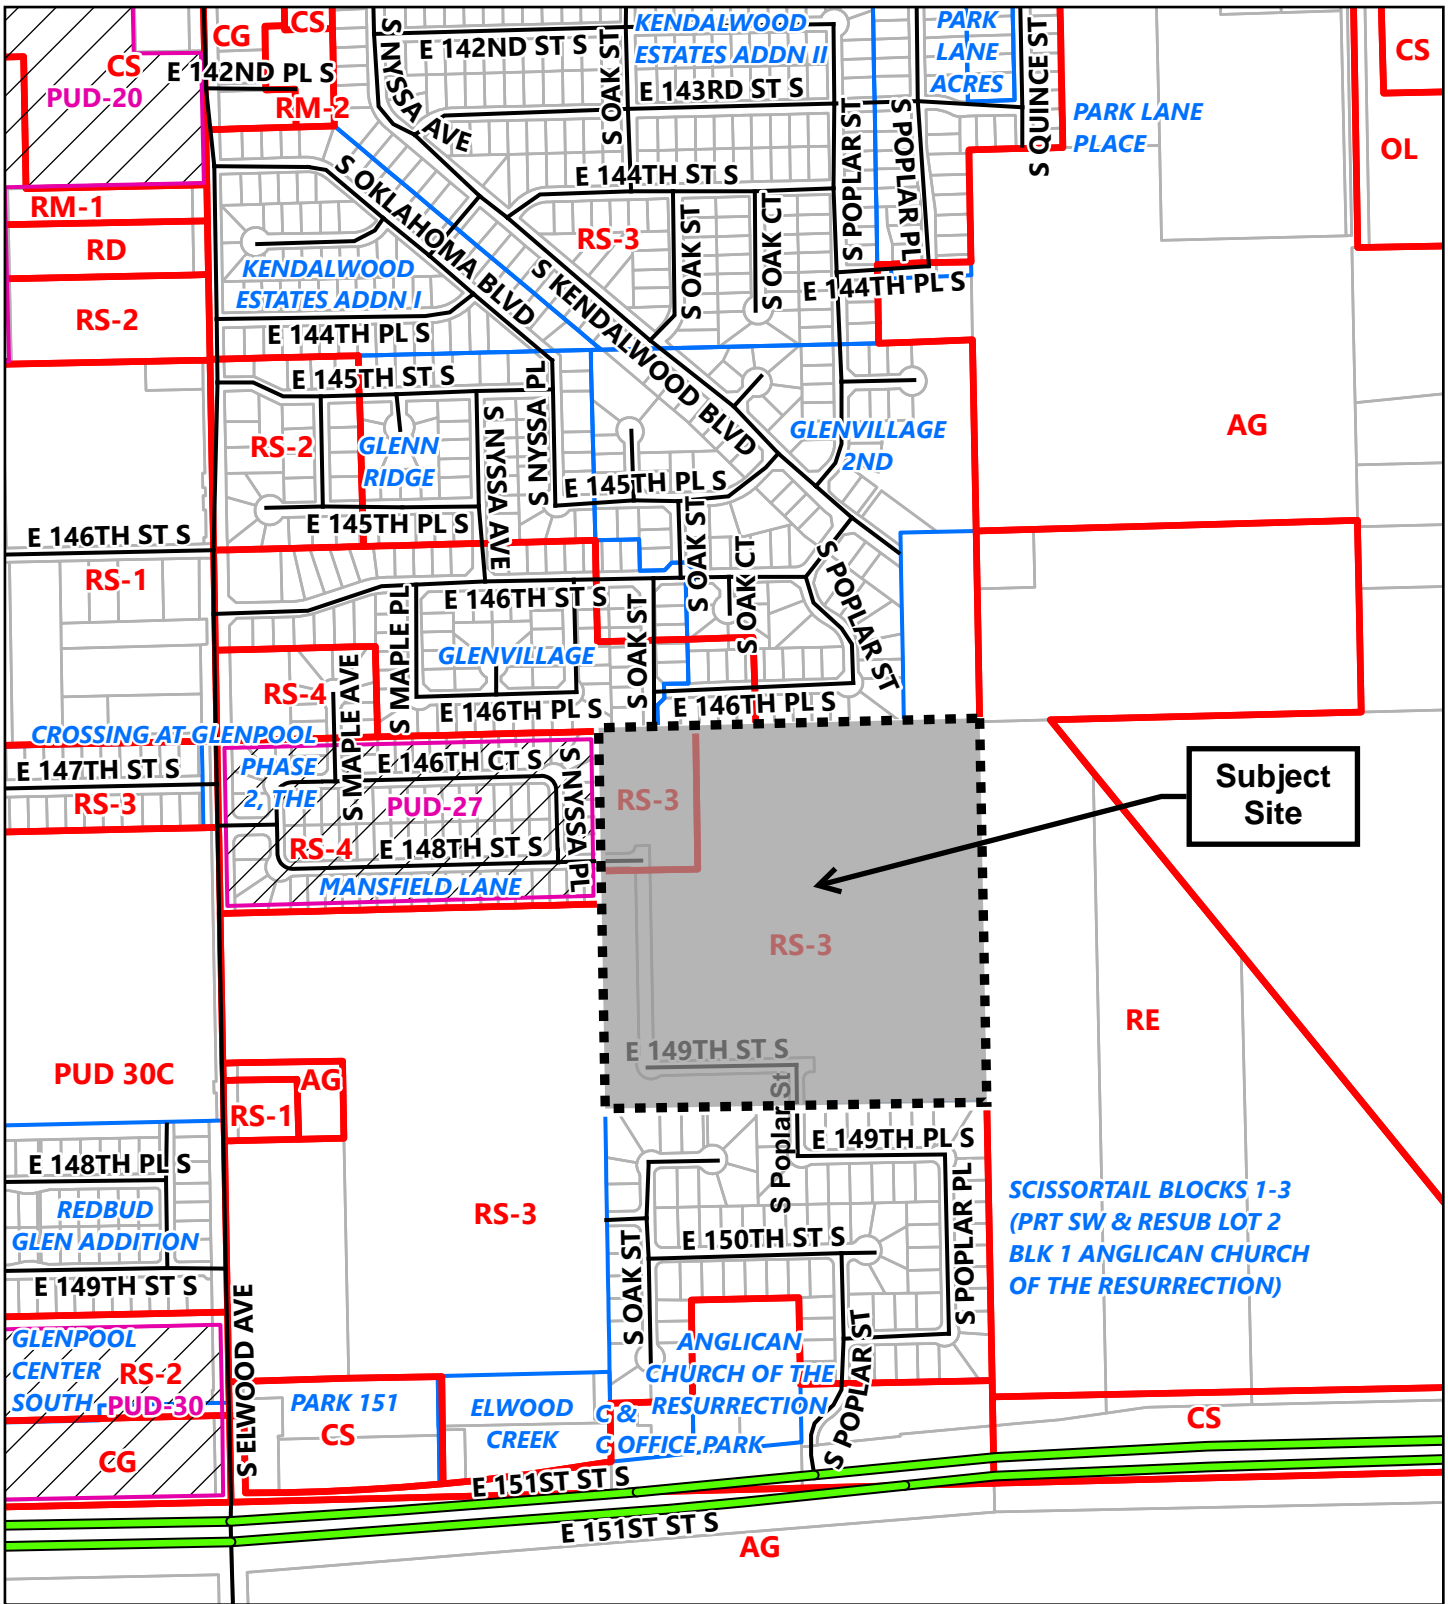 CG
CS
S NYSSA AVE
E 142ND ST S
S OAK ST
KENDALWOOD
ESTATES ADDN II
PARK
LANE
ACRES
S QUINCE ST
CS
CS
PUD-20
E 142ND PL S
RM-2
E 143RD ST S
S POPLAR ST
S POPLAR PL
PARK LANE
PLACE
OL
RM-1
RD
RS-2
S OKLAHOMA BLVD
E 144TH ST S
RS-3
S OAK ST
S OAK CT
KENDALWOOD
ESTATES ADDN I
S KENDALWOOD BLVD
E 144TH PL S
E 144TH PL S
E 145TH ST S
S NYSSA PL
RS-2
GLENN
RIDGE
S NYSSA AVE
GLENVILLAGE
2ND
AG
E 145TH PL S
E 145TH PL S
E 146TH ST S
RS-1
S OAK ST
S OAK CT
S POPLAR ST
S MAPLE PL
E 146TH ST S
S OAK ST
GLENVILLAGE
S MAPLE AVE
RS-4
E 146TH PL S
E 146TH PL S
CROSSING AT GLENPOOL
PHASE
2, THE
E 147TH ST S
RS-3
E 146TH CT S
S NYSSA PL
PUD-27
RS-4
E 148TH ST S
MANSFIELD LANE
RS-3
Subject
Site
RS-3
RE
E 149TH ST S
S Poplar St
PUD 30C
AG
RS-1
E 149TH PL S
E 148TH PL S
REDBUD
GLEN ADDITION
RS-3
S POPLAR PL
SCISSORTAIL BLOCKS 1-3
(PRT SW & RESUB LOT 2
BLK 1 ANGLICAN CHURCH
OF THE RESURRECTION)
E 150TH ST S
S OAK ST
E 149TH ST S
S ELWOOD AVE
GLENPOOL
CENTER
SOUTH
RS-2
PUD-30
ANGLICAN
CHURCH OF THE
RESURRECTION
S POPLAR ST
PARK 151
CS
ELWOOD
CREEK
C &
C OFFICE PARK
CS
CG
E 151ST ST S
E 151ST ST S
AG